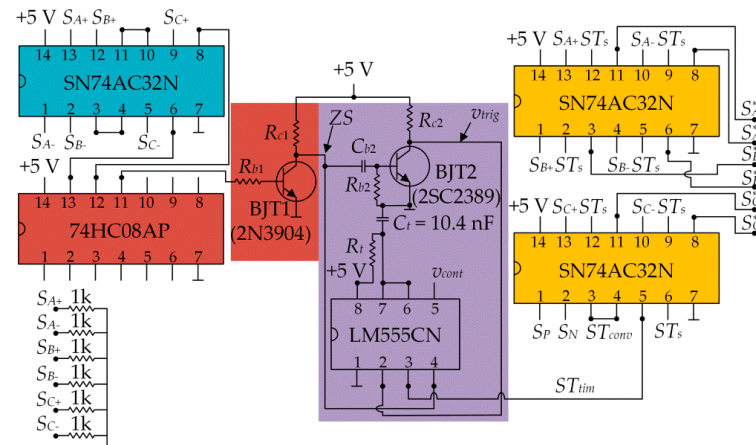 +5 V S_A+ S_B+ S_C+
14 13 12 11 10 9 8
SN74AC32N
1 2 3 4 5 6 7
S_A- S_B- S_C-
+5 V
14 13 12 11 10 9 8
74HC08AP
1 2 3 4 5 6 7
S_A+ 1k
S_A- 1k
S_B+ 1k
S_B- 1k
S_C+ 1k
S_C- 1k
+5 V
R_c1
ZS
R_b1
BJT1
(2N3904)
R_c2
v_trig
C_b2
R_b2
BJT2
(2SC2389)
C_t = 10.4 nF
R_t
+5 V
v_cont
8 7 6 5
LM555CN
1 2 3 4
ST_tim
+5 V S_A+ ST_s S_A- ST_s
14 13 12 11 10 9 8
SN74AC32N
1 2 3 4 5 6 7
S_B+ ST_s S_B- ST_s
+5 V S_C+ ST_s S_C- ST_s
14 13 12 11 10 9 8
SN74AC32N
1 2 3 4 5 6 7
S_P S_N ST_conv ST_s